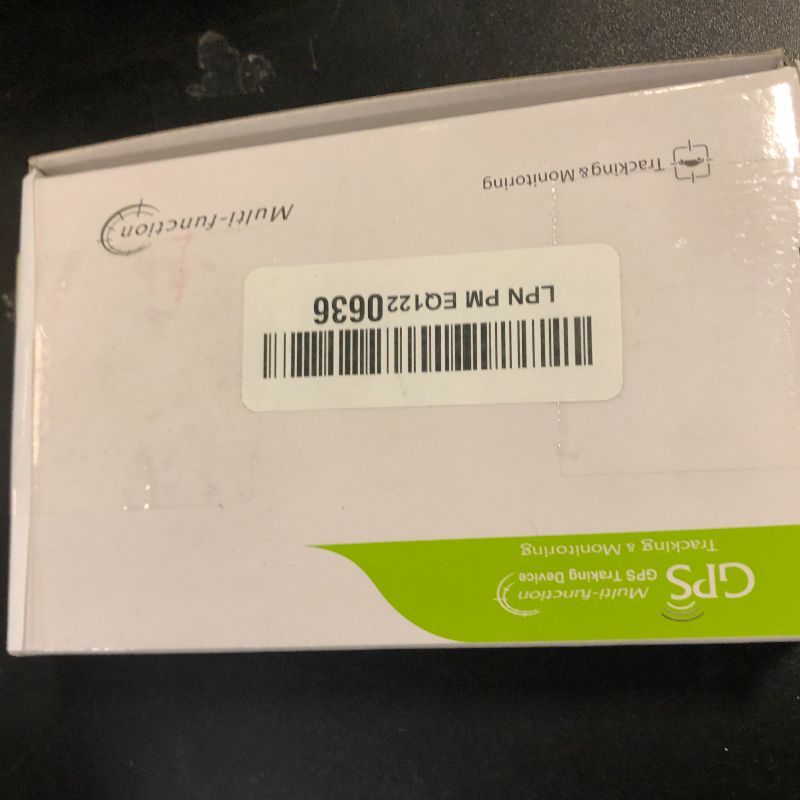 GPS
Multi-function
GPS Traking Device
Tracking & Monitoring
LPN PM EQ1220636
Multi-function
Tracking&Monitoring